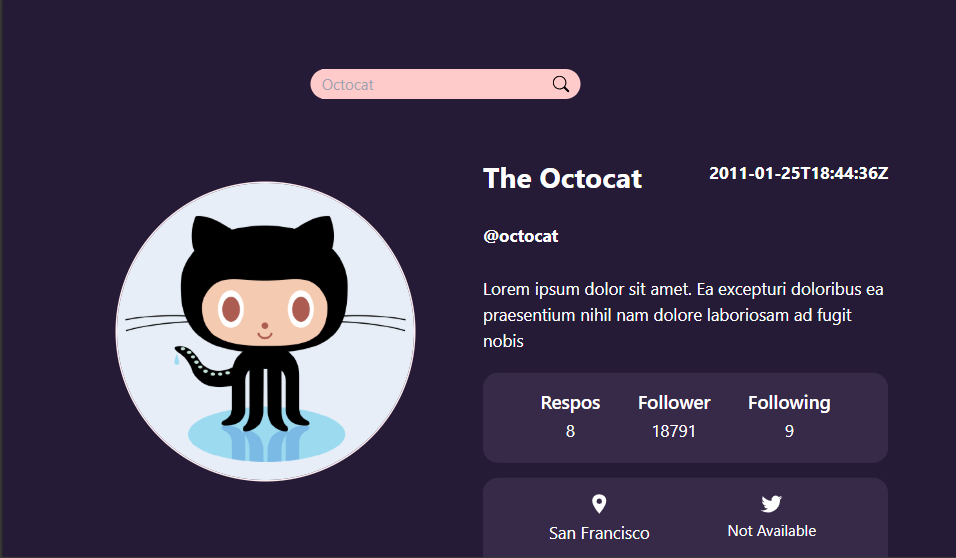 Octocat
The Octocat
2011-01-25T18:44:36Z
@octocat
Lorem ipsum dolor sit amet. Ea excepturi doloribus ea
praesentium nihil nam dolore laboriosam ad fugit
nobis
Respos Follower Following
8 18791 9
San Francisco Not Available